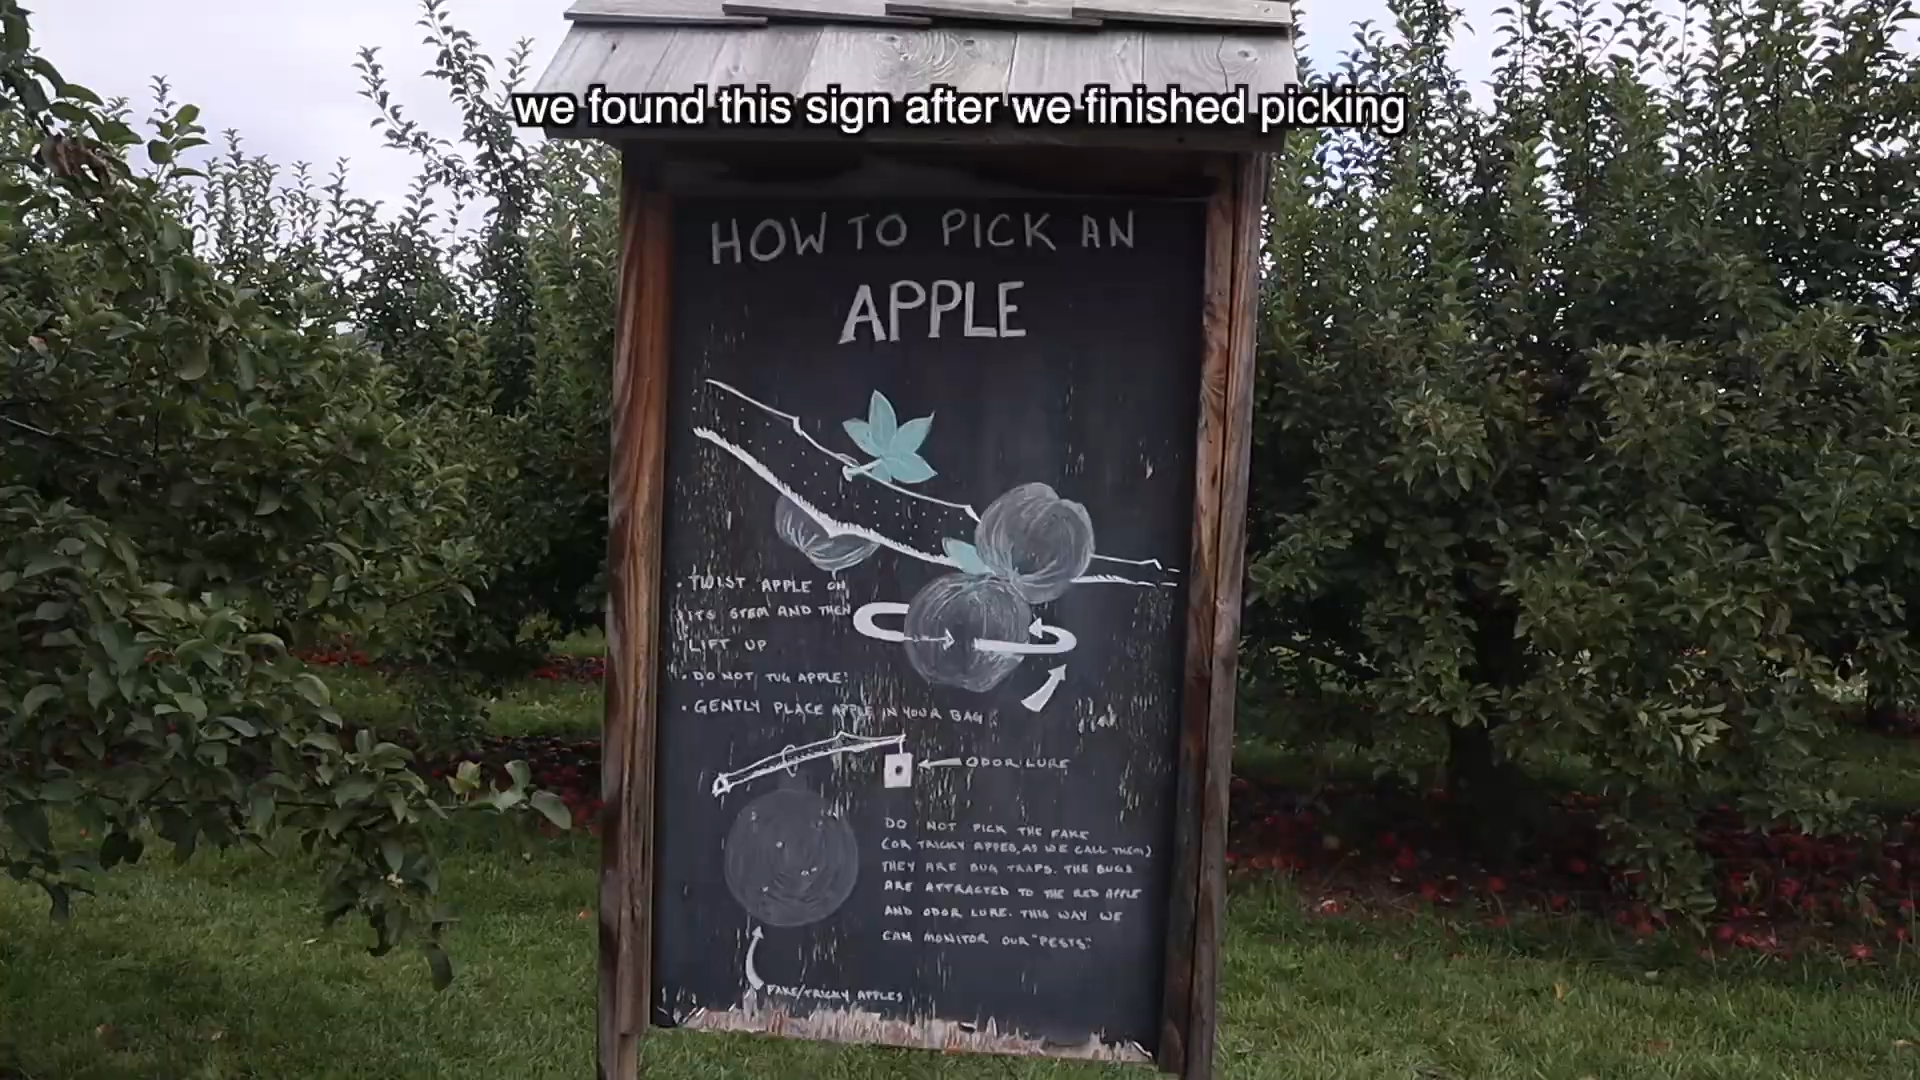 we found this sign after we finished picking
HOW TO PICK AN
APPLE
• TWIST APPLE ON
ITS STEM AND THEN
LIFT UP
• DO NOT TUG APPLE!
• GENTLY PLACE APPLE IN YOUR BAG
ODOR LURE
DO NOT PICK THE FAKE
(OR TRICKY APPES, AS WE CALL THEM)
THEY ARE BUG TRAPS. THE BUGS
ARE ATTRACTED TO THE RED APPLE
AND ODOR LURE. THIS WAY WE
CAN MONITOR OUR "PESTS".
FAKE/TRICKY APPLES